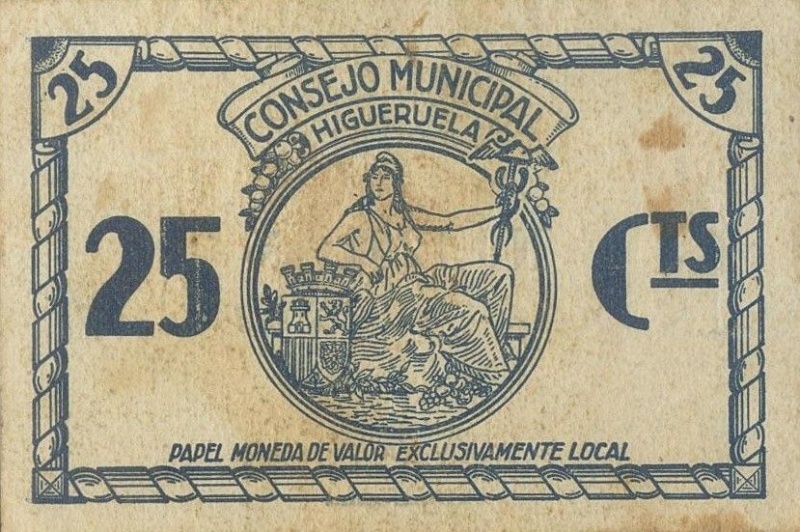 25
25
CONSEJO MUNICIPAL
HIGUERUELA
25 CTS
PAPEL MONEDA DE VALOR EXCLUSIVAMENTE LOCAL